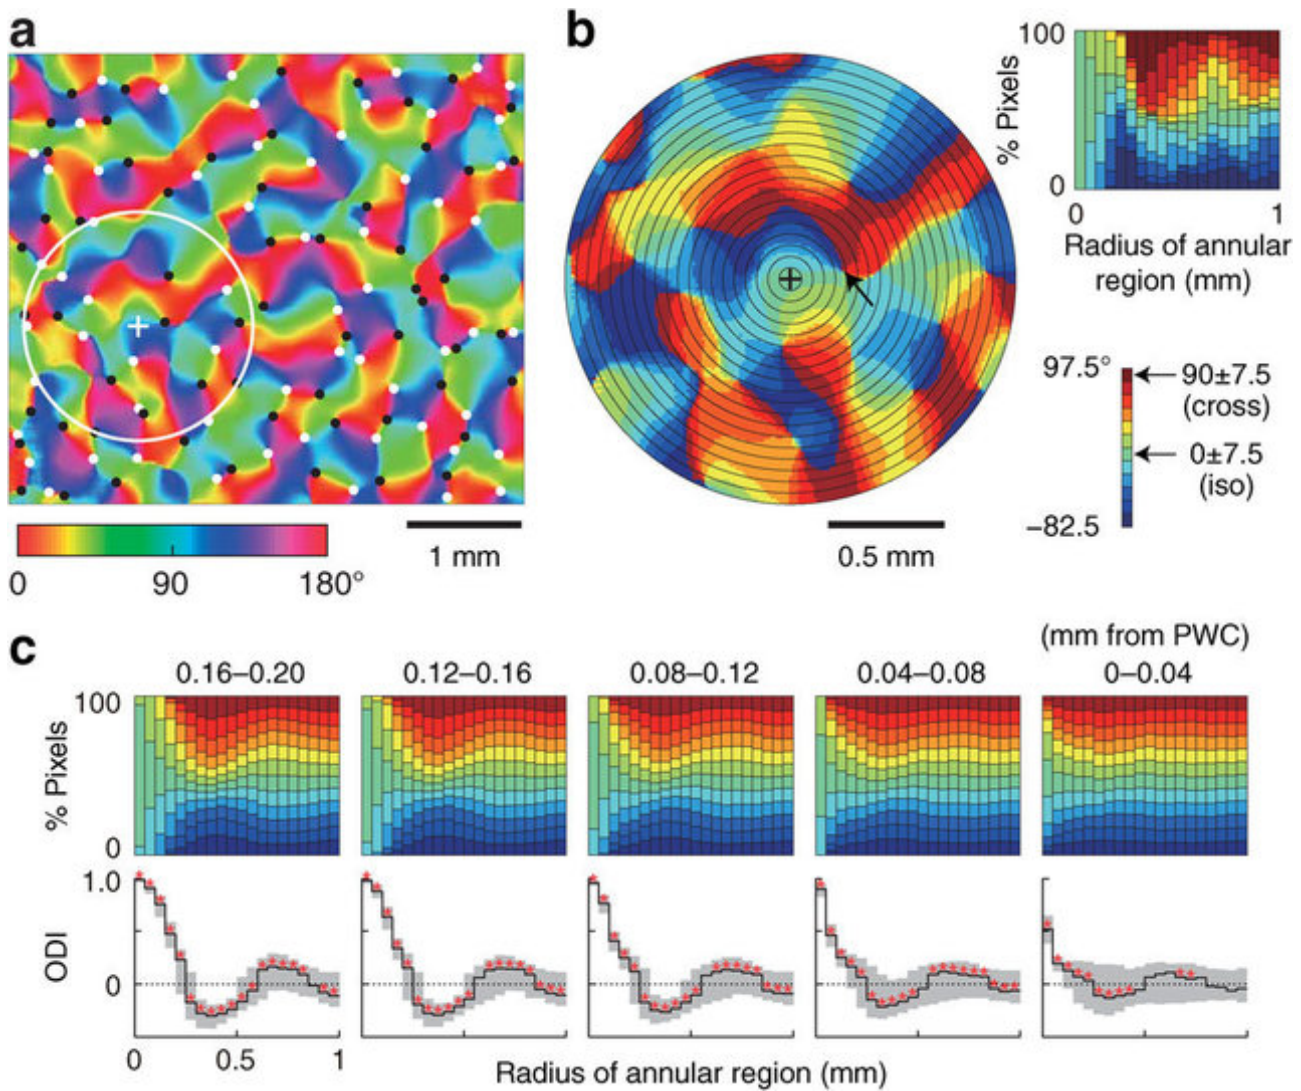 a
0
90
180°
1 mm
b
0.5 mm
100
% Pixels
0
0
1
Radius of annular
region (mm)
97.5°
90±7.5
(cross)
0±7.5
(iso)
−82.5
c
(mm from PWC)
0.16–0.20
0.12–0.16
0.08–0.12
0.04–0.08
0–0.04
100
% Pixels
0
1.0
ODI
0
0
0.5
1
Radius of annular region (mm)